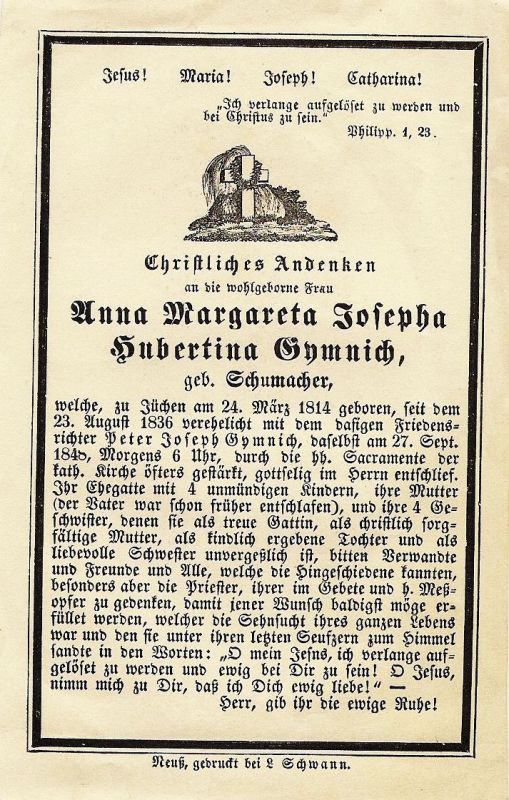 Jesus! Maria! Joseph! Catharina!
„Ich verlange aufgelöset zu werden und
bei Christus zu sein.“
Philipp. 1, 23.
Christliches Andenken
an die wohlgeborne Frau
Anna Margareta Josepha
Hubertina Gymnich,
geb. Schumacher,
welche, zu Jüchen am 24. März 1814 geboren, seit dem
23. August 1836 verehelicht mit dem dasigen Friedens-
richter Peter Joseph Gymnich, daselbst am 27. Sept.
1848, Morgens 6 Uhr, durch die hh. Sacramente der
kath. Kirche öfters gestärkt, gottselig im Herrn entschlief.
Ihr Ehegatte mit 4 unmündigen Kindern, ihre Mutter
(der Vater war schon früher entschlafen), und ihre 4 Ge-
schwister, denen sie als treue Gattin, als christlich sorg-
fältige Mutter, als kindlich ergebene Tochter und als
liebevolle Schwester unvergeßlich ist, bitten Verwandte
und Freunde und Alle, welche die Hingeschiedene kannten,
besonders aber die Priester, ihrer im Gebete und h. Meß-
opfer zu gedenken, damit jener Wunsch baldigst möge er-
füllet werden, welcher die Sehnsucht ihres ganzen Lebens
war und den sie unter ihren letzten Seufzern zum Himmel
sandte in den Worten: „O mein Jesns, ich verlange auf-
gelöset zu werden und ewig bei Dir zu sein! O Jesus,
nimm mich zu Dir, daß ich Dich ewig liebe!“ —
Herr, gib ihr die ewige Ruhe!
Neuß, gedruckt bei L Schwann.